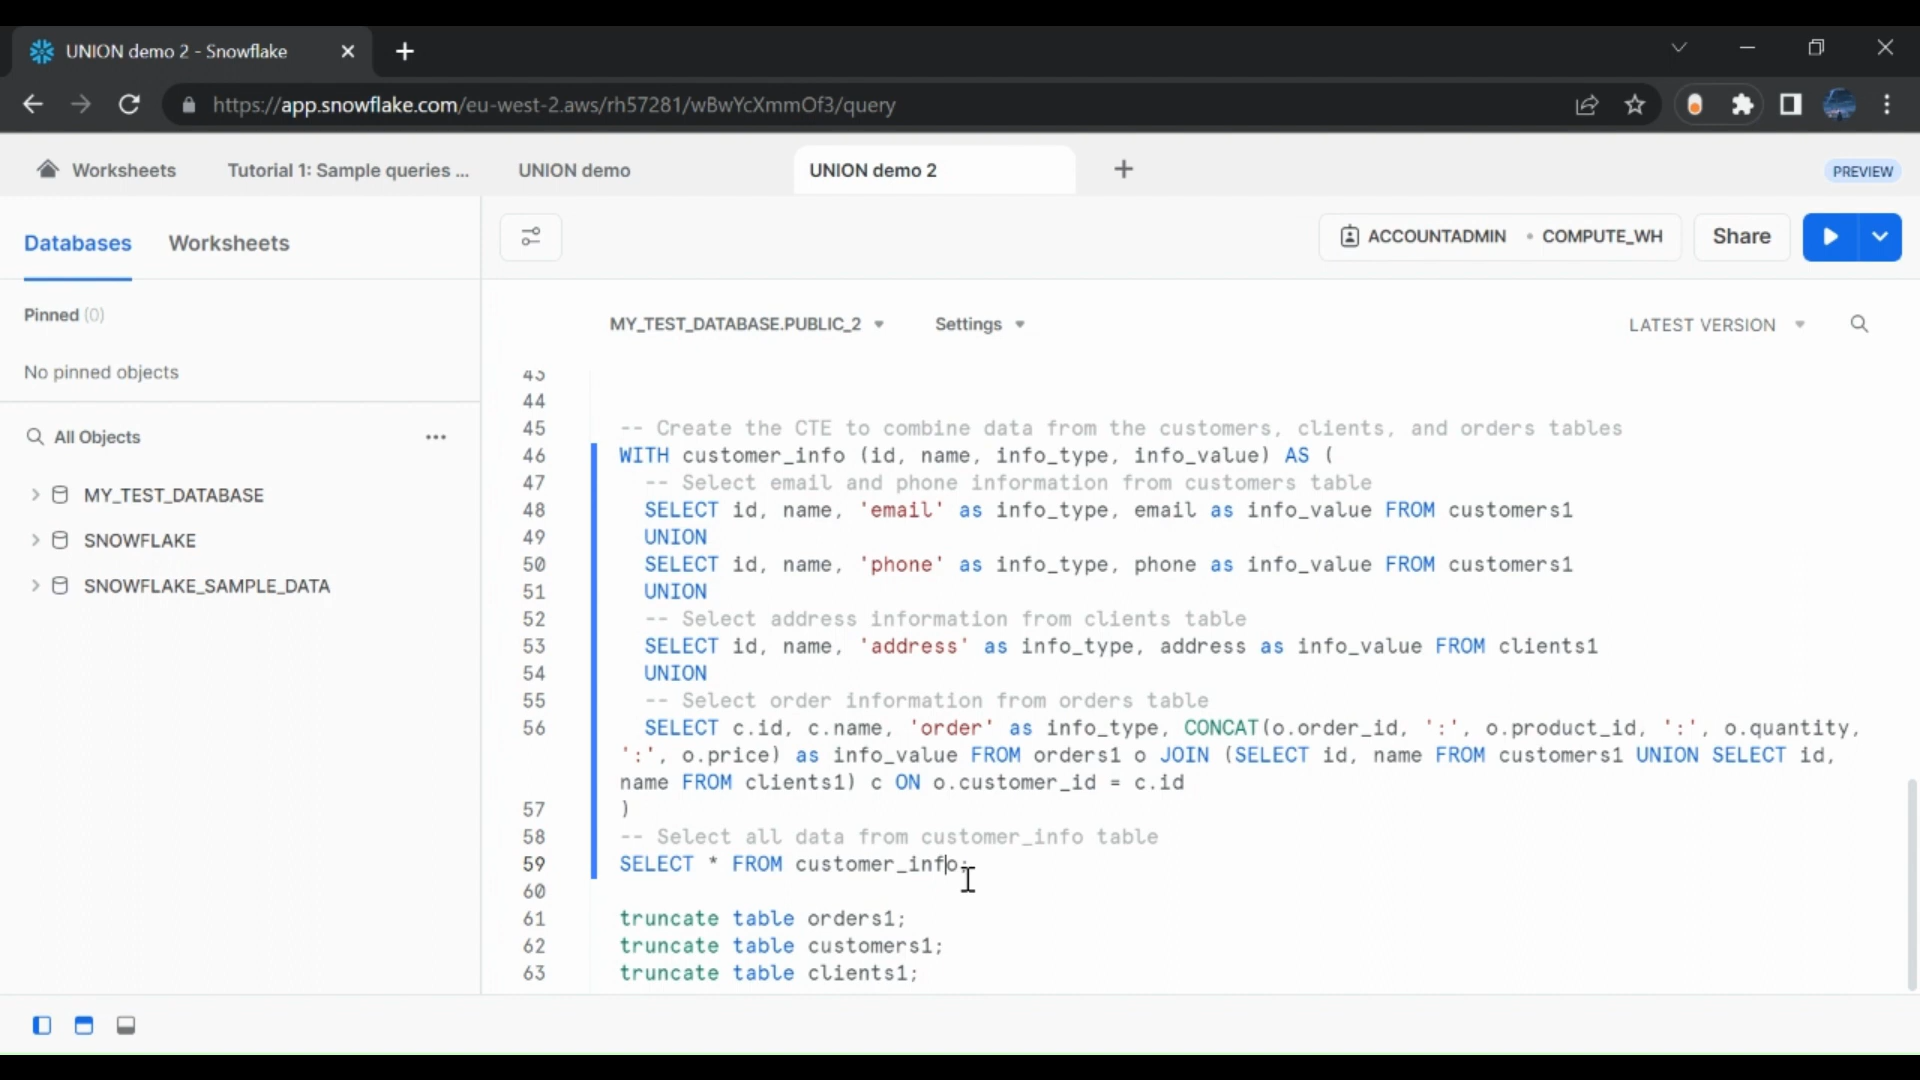 UNION demo 2 - Snowflake
https://app.snowflake.com/eu-west-2.aws/rh57281/wBwYcXmmOf3/query
Worksheets
Tutorial 1: Sample queries ...
UNION demo
UNION demo 2
PREVIEW
Databases
Worksheets
ACCOUNTADMIN • COMPUTE_WH
Share
Pinned (0)
No pinned objects
All Objects
MY_TEST_DATABASE
SNOWFLAKE
SNOWFLAKE_SAMPLE_DATA
MY_TEST_DATABASE.PUBLIC_2
Settings
LATEST VERSION
43
44
45 -- Create the CTE to combine data from the customers, clients, and orders tables
46 WITH customer_info (id, name, info_type, info_value) AS (
47 -- Select email and phone information from customers table
48 SELECT id, name, 'email' as info_type, email as info_value FROM customers1
49 UNION
50 SELECT id, name, 'phone' as info_type, phone as info_value FROM customers1
51 UNION
52 -- Select address information from clients table
53 SELECT id, name, 'address' as info_type, address as info_value FROM clients1
54 UNION
55 -- Select order information from orders table
56 SELECT c.id, c.name, 'order' as info_type, CONCAT(o.order_id, ':', o.product_id, ':', o.quantity,
':', o.price) as info_value FROM orders1 o JOIN (SELECT id, name FROM customers1 UNION SELECT id,
name FROM clients1) c ON o.customer_id = c.id
57 )
58 -- Select all data from customer_info table
59 SELECT * FROM customer_info;
60
61 truncate table orders1;
62 truncate table customers1;
63 truncate table clients1;